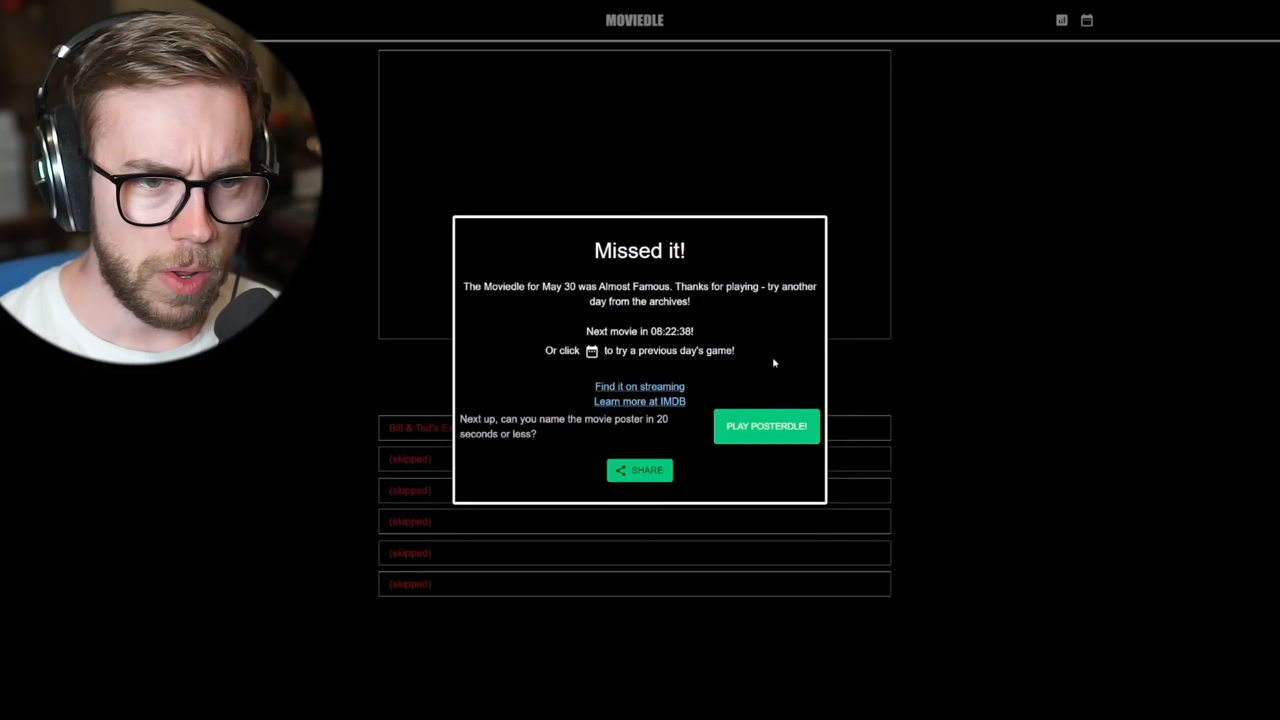 MOVIEDLE
Missed it!
The Moviedle for May 30 was Almost Famous. Thanks for playing - try another
day from the archives!
Next movie in 08:22:38!
Or click to try a previous day's game!
Find it on streaming
Learn more at IMDB
Next up, can you name the movie poster in 20
seconds or less?
PLAY POSTERDLE!
SHARE
Bill & Ted's
(skipped)
(skipped)
(skipped)
(skipped)
(skipped)